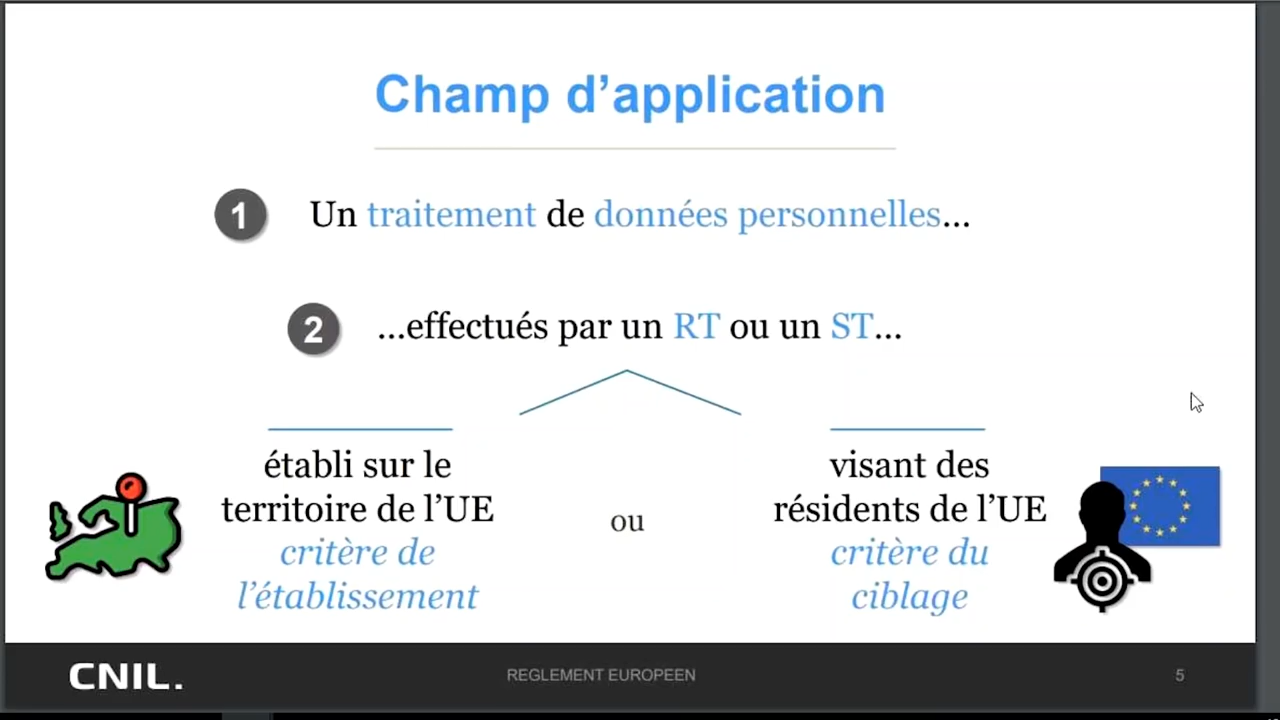 Champ d’application
1 Un traitement de données personnelles...
2 ...effectués par un RT ou un ST...
établi sur le
territoire de l’UE
critère de
l’établissement
ou
visant des
résidents de l’UE
critère du
ciblage
CNIL.
REGLEMENT EUROPEEN
5